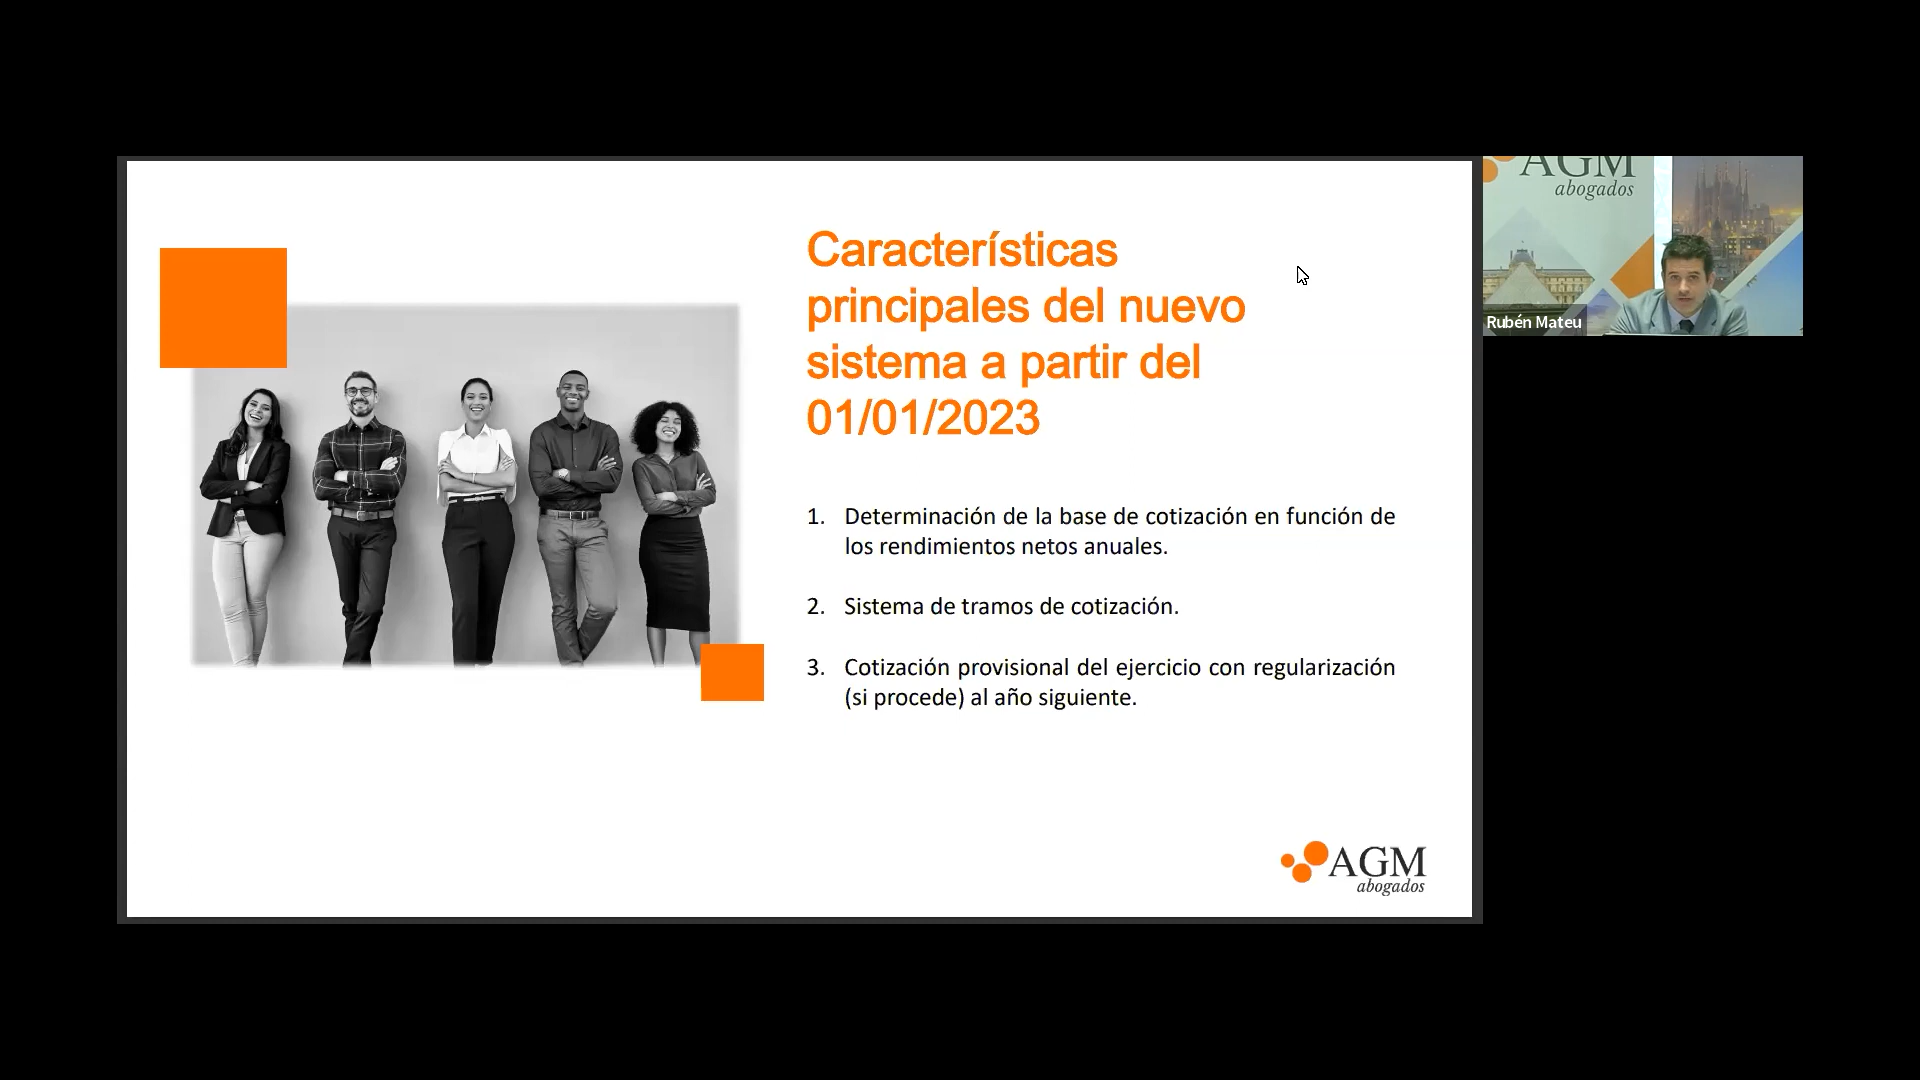 Características
principales del nuevo
sistema a partir del
01/01/2023
1. Determinación de la base de cotización en función de
los rendimientos netos anuales.
2. Sistema de tramos de cotización.
3. Cotización provisional del ejercicio con regularización
(si procede) al año siguiente.
AGM
abogados
AGM
abogados
Rubén Mateu